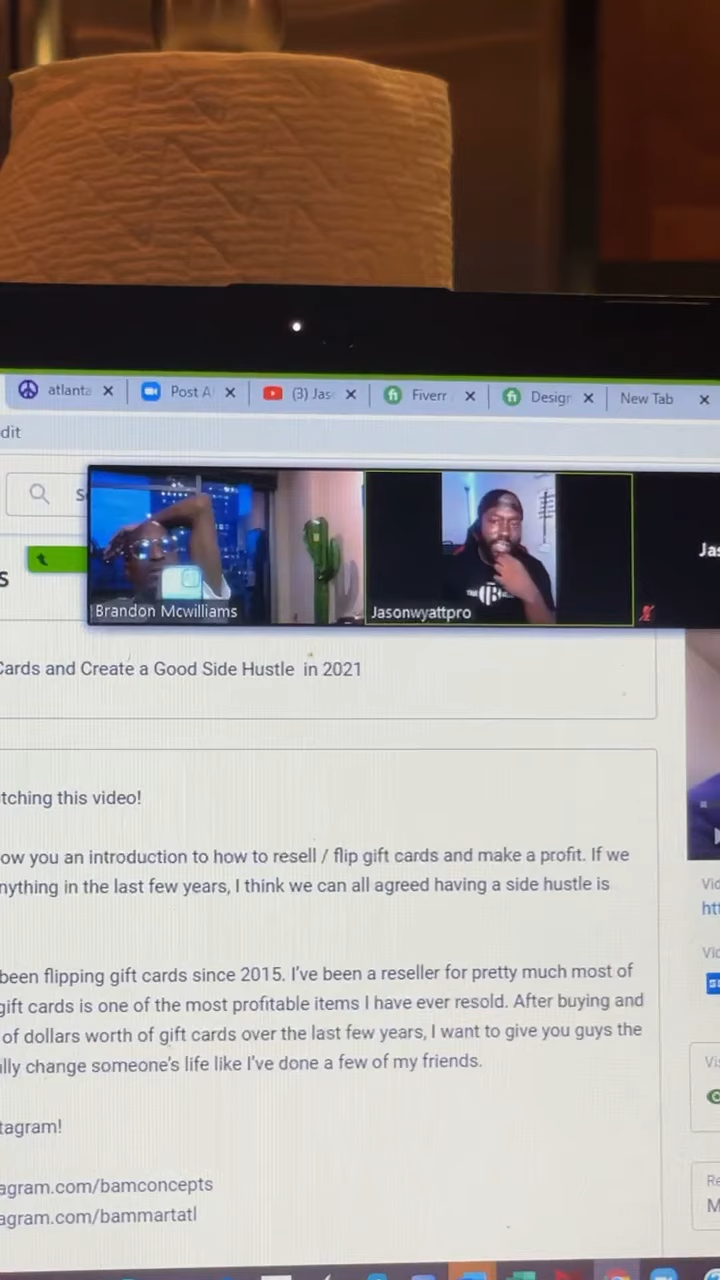 atlanta
Post A
(3) Jas
Fiverr
Design
New Tab
dit
S
Jas
s
Brandon Mcwilliams
Jasonwyattpro
Cards and Create a Good Side Hustle in 2021
tching this video!
ow you an introduction to how to resell / flip gift cards and make a profit. If we
nything in the last few years, I think we can all agreed having a side hustle is
Vid
htt
been flipping gift cards since 2015. I've been a reseller for pretty much most of
Vid
gift cards is one of the most profitable items I have ever resold. After buying and
of dollars worth of gift cards over the last few years, I want to give you guys the
lly change someone's life like I've done a few of my friends.
Vis
tagram!
agram.com/bamconcepts
Re
agram.com/bammartatl
M